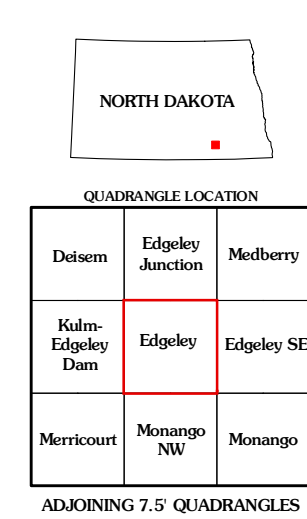 NORTH DAKOTA
QUADRANGLE LOCATION
Deisem
Edgeley
Junction
Medberry
Kulm-
Edgeley
Dam
Edgeley
Edgeley SE
Merricourt
Monango
NW
Monango
ADJOINING 7.5' QUADRANGLES